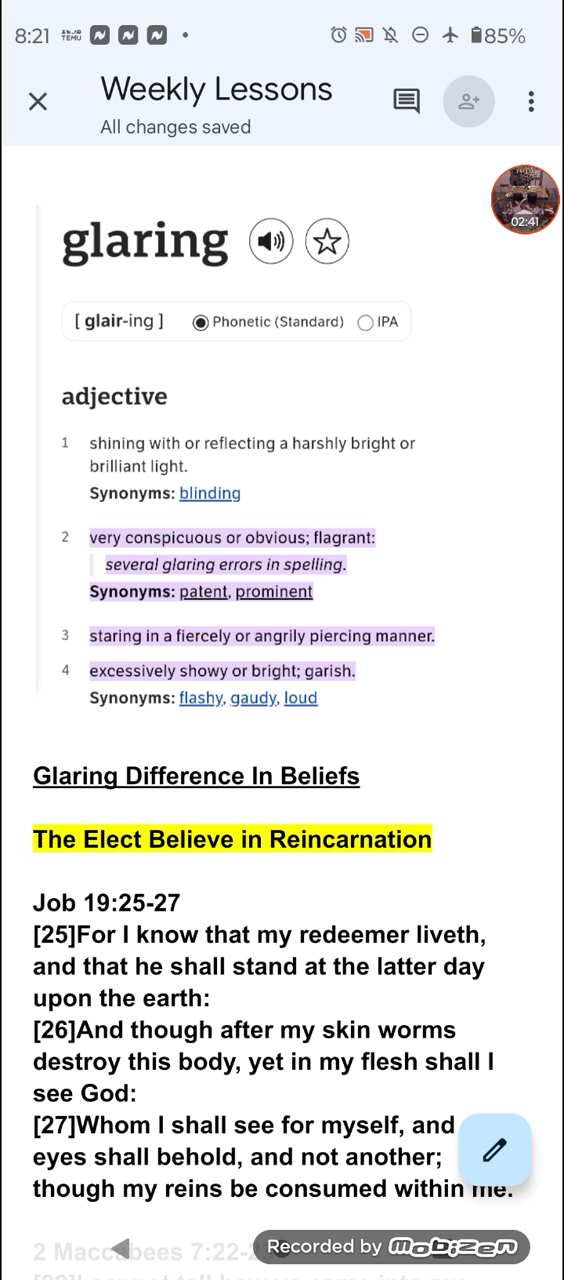 8:21
TEMU
85%
Weekly Lessons
All changes saved
02:41
glaring
[ glair-ing ] Phonetic (Standard) IPA
adjective
1 shining with or reflecting a harshly bright or
brilliant light.
Synonyms: blinding
2 very conspicuous or obvious; flagrant:
several glaring errors in spelling.
Synonyms: patent, prominent
3 staring in a fiercely or angrily piercing manner.
4 excessively showy or bright; garish.
Synonyms: flashy, gaudy, loud
Glaring Difference In Beliefs
The Elect Believe in Reincarnation
Job 19:25-27
[25]For I know that my redeemer liveth,
and that he shall stand at the latter day
upon the earth:
[26]And though after my skin worms
destroy this body, yet in my flesh shall I
see God:
[27]Whom I shall see for myself, and
eyes shall behold, and not another;
though my reins be consumed within me.
2 Maccabees 7:22-
Recorded by MOBIZEN